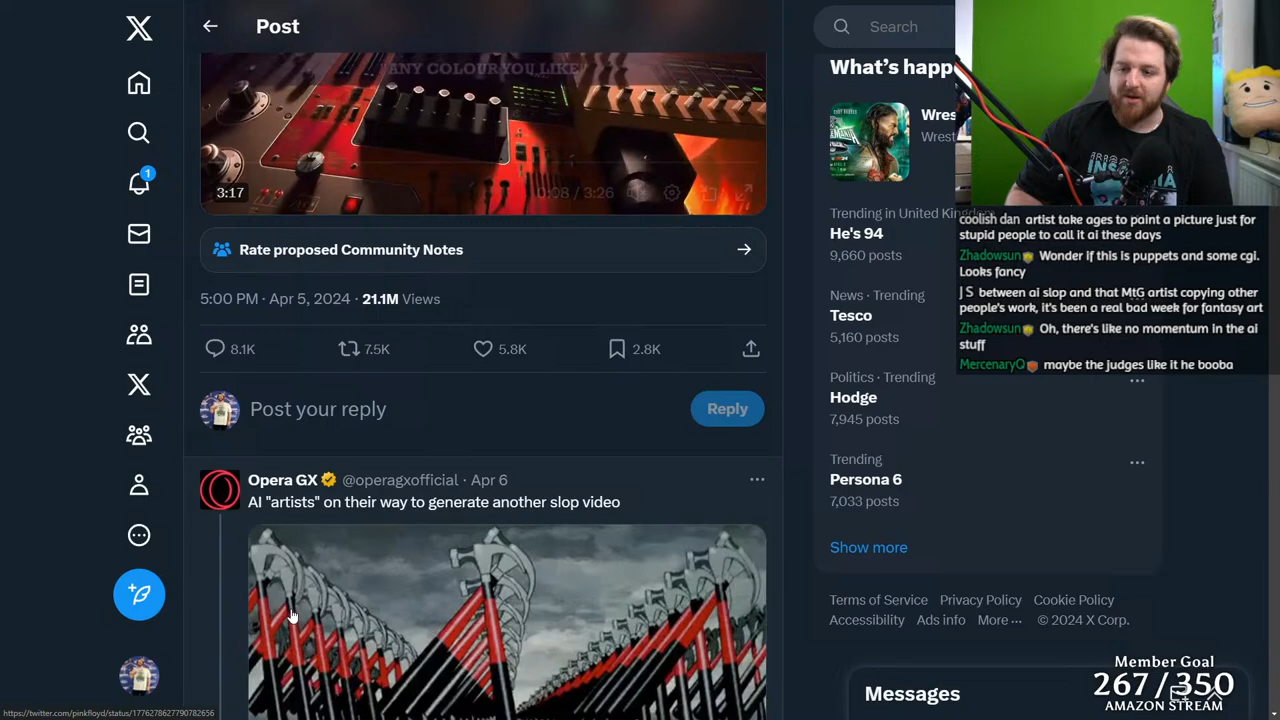 Post
Search
"ANY COLOUR YOU LIKE"
3:17
0:08 / 3:26
Rate proposed Community Notes
5:00 PM · Apr 5, 2024 · 21.1M Views
8.1K
7.5K
5.8K
2.8K
Post your reply
Reply
Opera GX @operagxofficial · Apr 6
AI "artists" on their way to generate another slop video
https://twitter.com/pinkfloyd/status/1776278627790782656
1
What's happ
Wres
Wrest
Trending in United Kingdom
He's 94
9,660 posts
News · Trending
Tesco
5,160 posts
Politics · Trending
Hodge
7,945 posts
Trending
Persona 6
7,033 posts
Show more
Terms of Service Privacy Policy Cookie Policy
Accessibility Ads info More ··· © 2024 X Corp.
Messages
coolish dan artist take ages to paint a picture just for
stupid people to call it ai these days
Zhadowsun Wonder if this is puppets and some cgi.
Looks fancy
J S between ai slop and that MtG artist copying other
people's work, it's been a real bad week for fantasy art
Zhadowsun Oh, there's like no momentum in the ai
stuff
MercenaryQ maybe the judges like it he booba
Member Goal
267/350
AMAZON STREAM